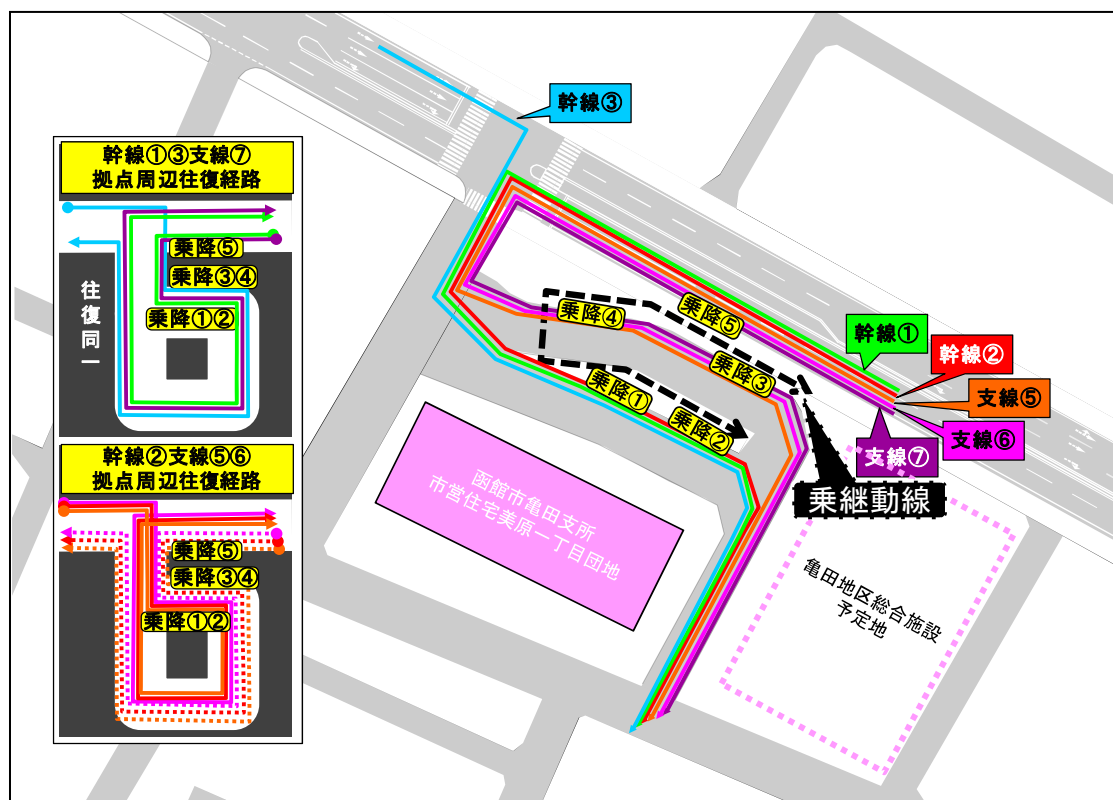 幹線③
幹線①③支線⑦
拠点周辺往復経路
乗降⑤
乗降③④
乗降①②
往復同一
幹線②支線⑤⑥
拠点周辺往復経路
乗降⑤
乗降③④
乗降①②
乗降④
乗降⑤
乗降③
乗降①
乗降②
幹線①
幹線②
支線⑤
支線⑥
支線⑦
乗継動線
函館市亀田支所
市営住宅美原一丁目団地
亀田地区総合施設
予定地